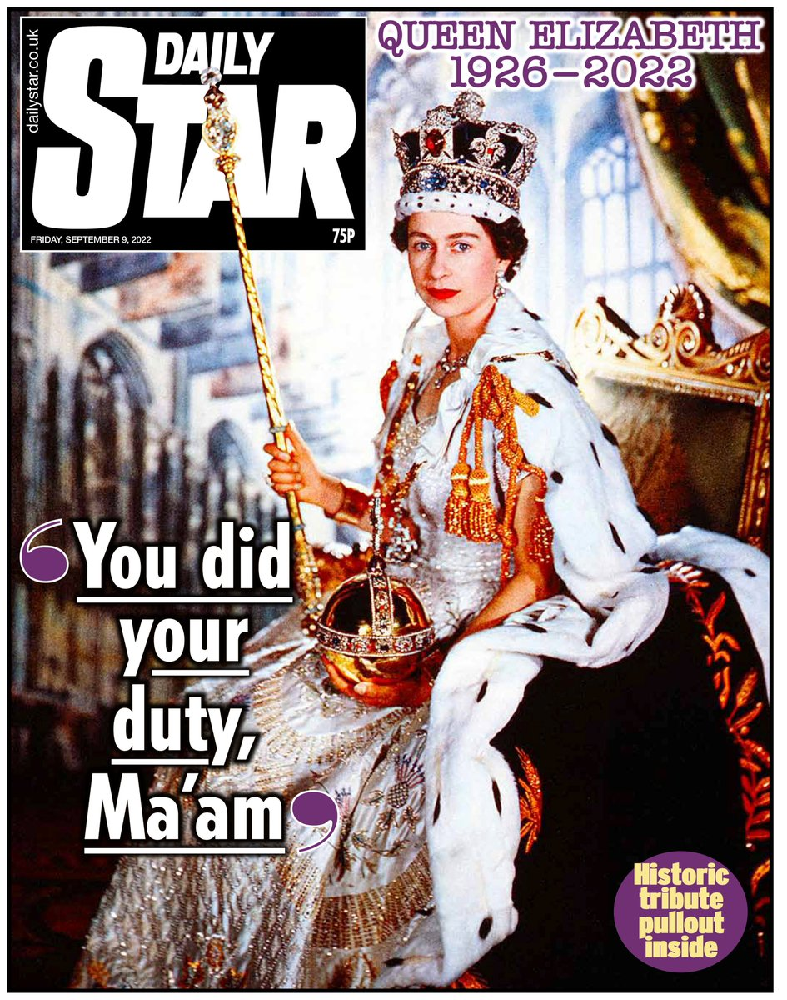 dailystar.co.uk
DAILY
STAR
FRIDAY, SEPTEMBER 9, 2022
75P
QUEEN ELIZABETH
1926–2022
‘You did
your
duty,
Ma’am’
Historic
tribute
pullout
inside